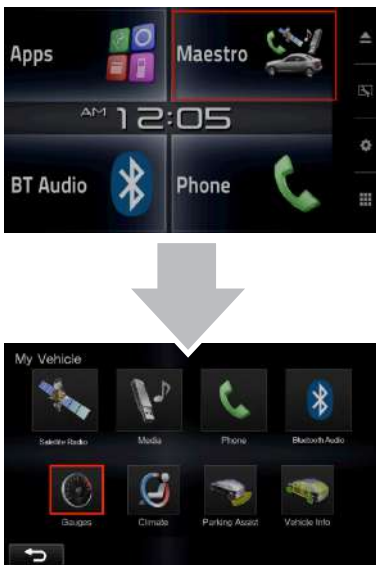 Apps Maestro
AM 12:05
BT Audio Phone
My Vehicle
Satellite Radio Media Phone Bluetooth Audio
Gauges Climate Parking Assist Vehicle Info